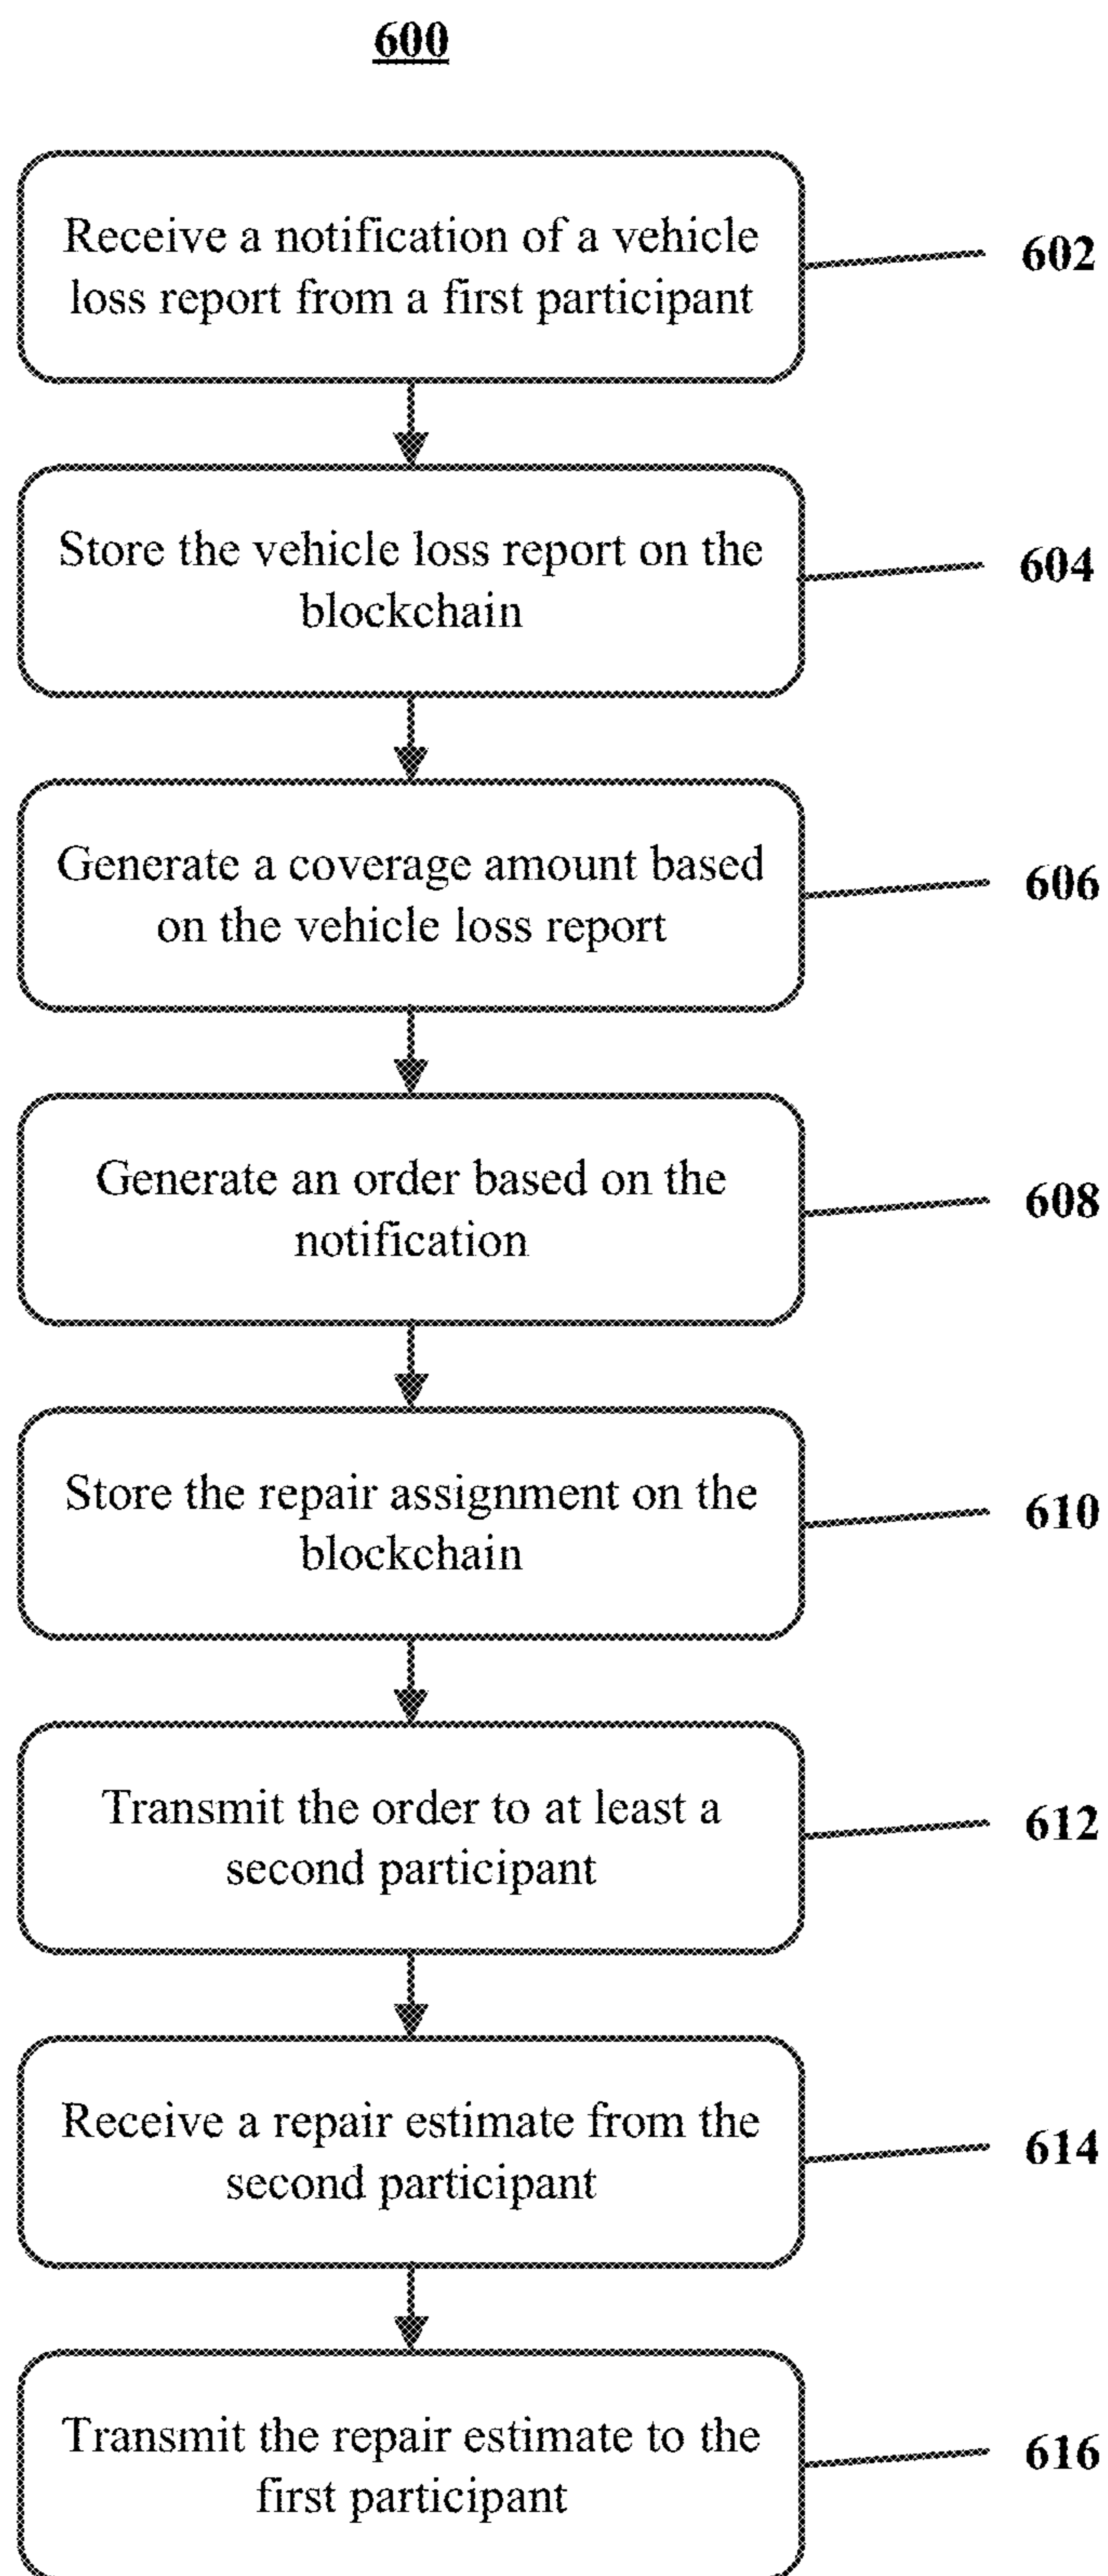 600
Receive a notification of a vehicle
loss report from a first participant
602
Store the vehicle loss report on the
blockchain
604
Generate a coverage amount based
on the vehicle loss report
606
Generate an order based on the
notification
608
Store the repair assignment on the
blockchain
610
Transmit the order to at least a
second participant
612
Receive a repair estimate from the
second participant
614
Transmit the repair estimate to the
first participant
616